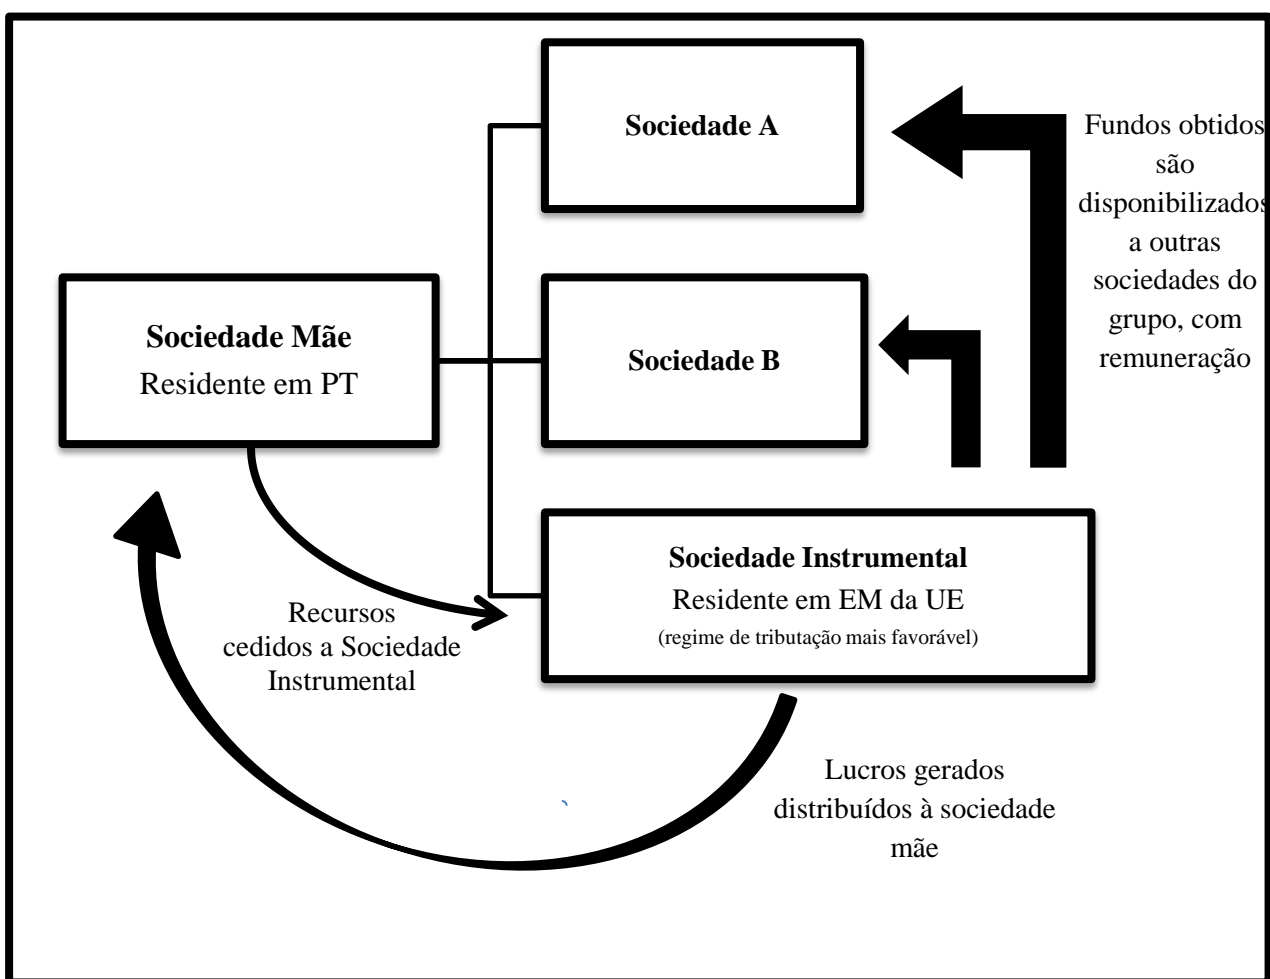 Sociedade A
Fundos obtidos
são
disponibilizados
a outras
sociedades do
grupo, com
remuneração
Sociedade Mãe
Residente em PT
Sociedade B
Sociedade Instrumental
Residente em EM da UE
(regime de tributação mais favorável)
Recursos
cedidos a Sociedade
Instrumental
Lucros gerados
distribuídos à sociedade
mãe